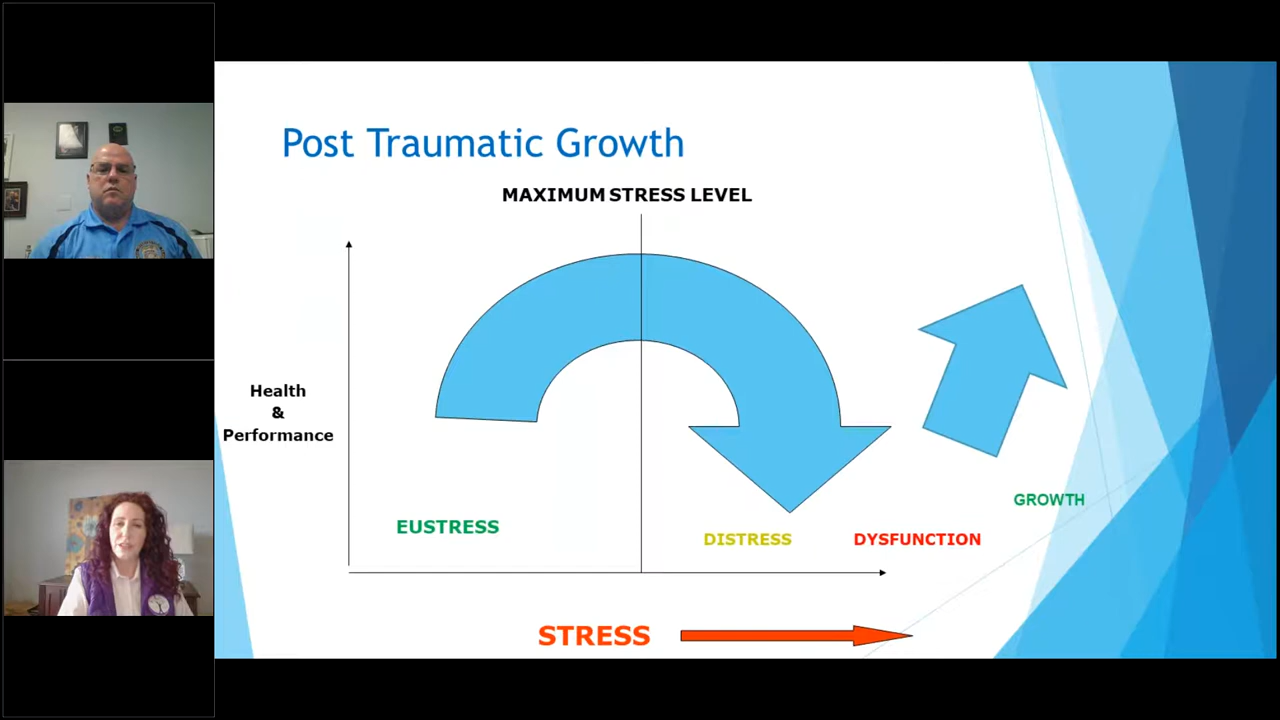 Post Traumatic Growth
MAXIMUM STRESS LEVEL
Health
&
Performance
EUSTRESS
DISTRESS
DYSFUNCTION
GROWTH
STRESS